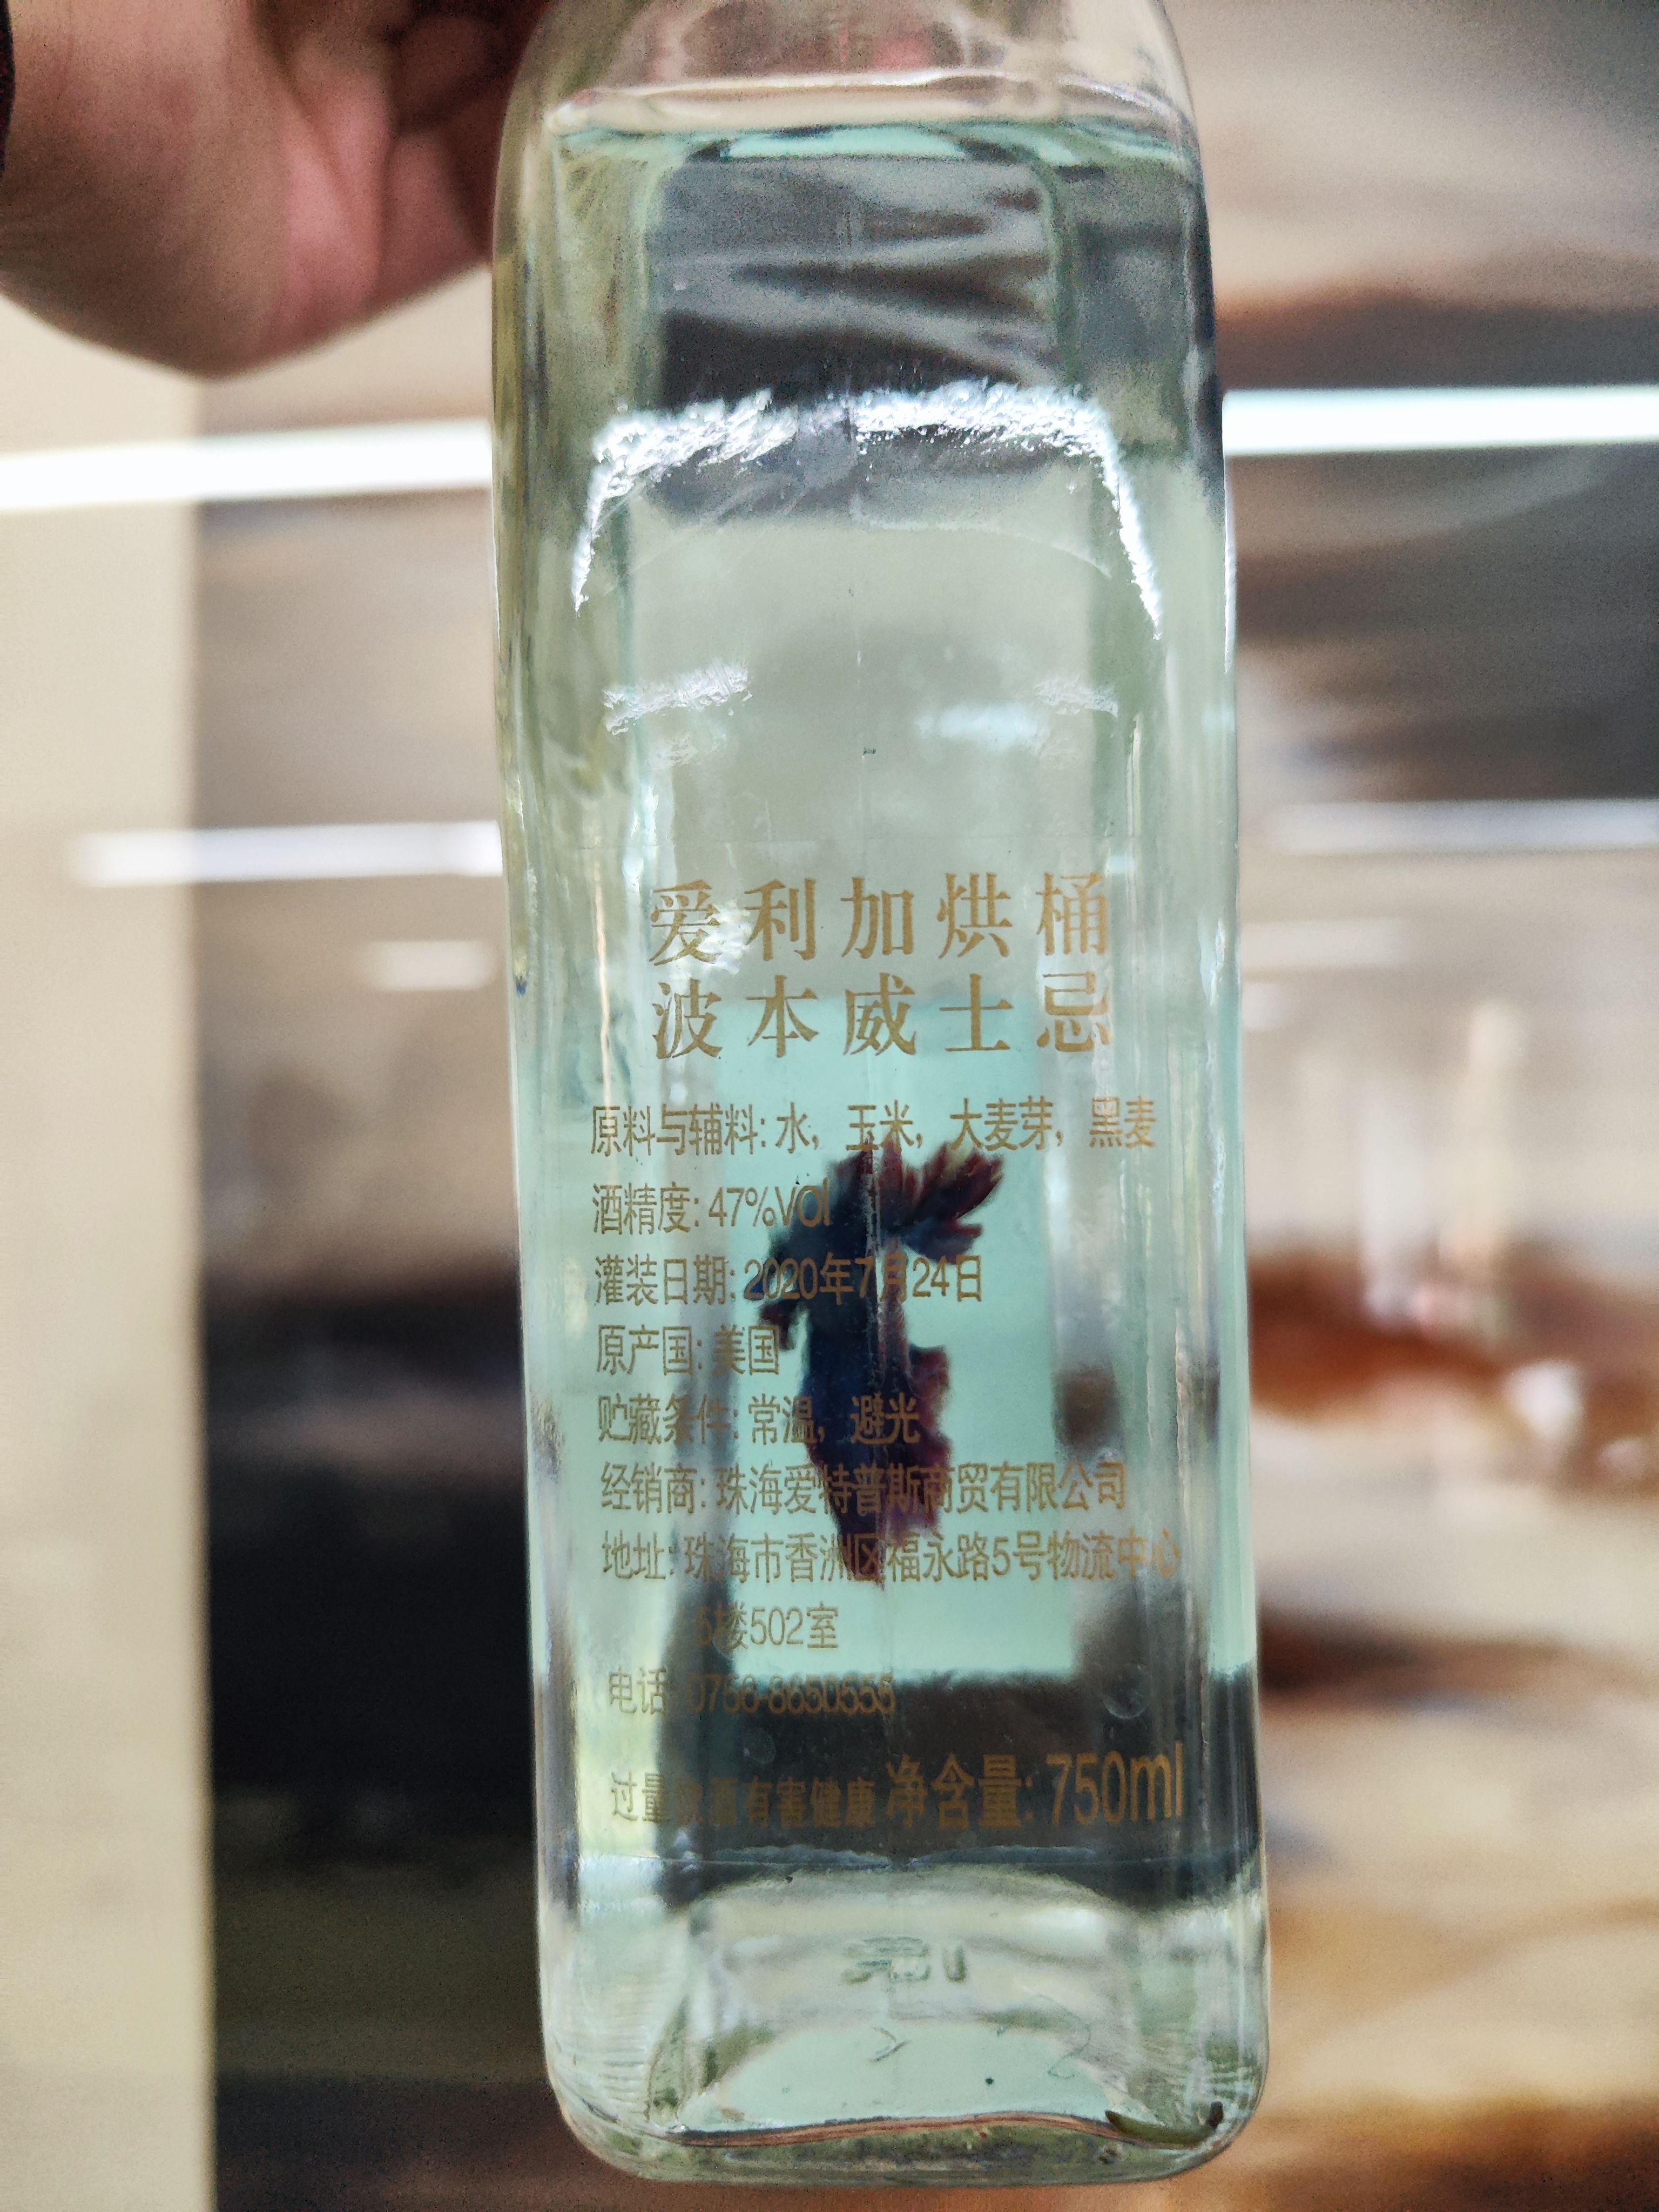 爱利加烘桶
波本威士忌
原料与辅料: 水, 玉米, 大麦芽, 黑麦
酒精度: 47%VOl
灌装日期: 2020年7月24日
原产国: 美国
贮藏条件: 常温, 避光
经销商: 珠海爱特普斯商贸有限公司
地址: 珠海市香洲区福永路5号物流中心
5楼502室
电话: 0756-8650555
过量饮酒有害健康 净含量: 750ml